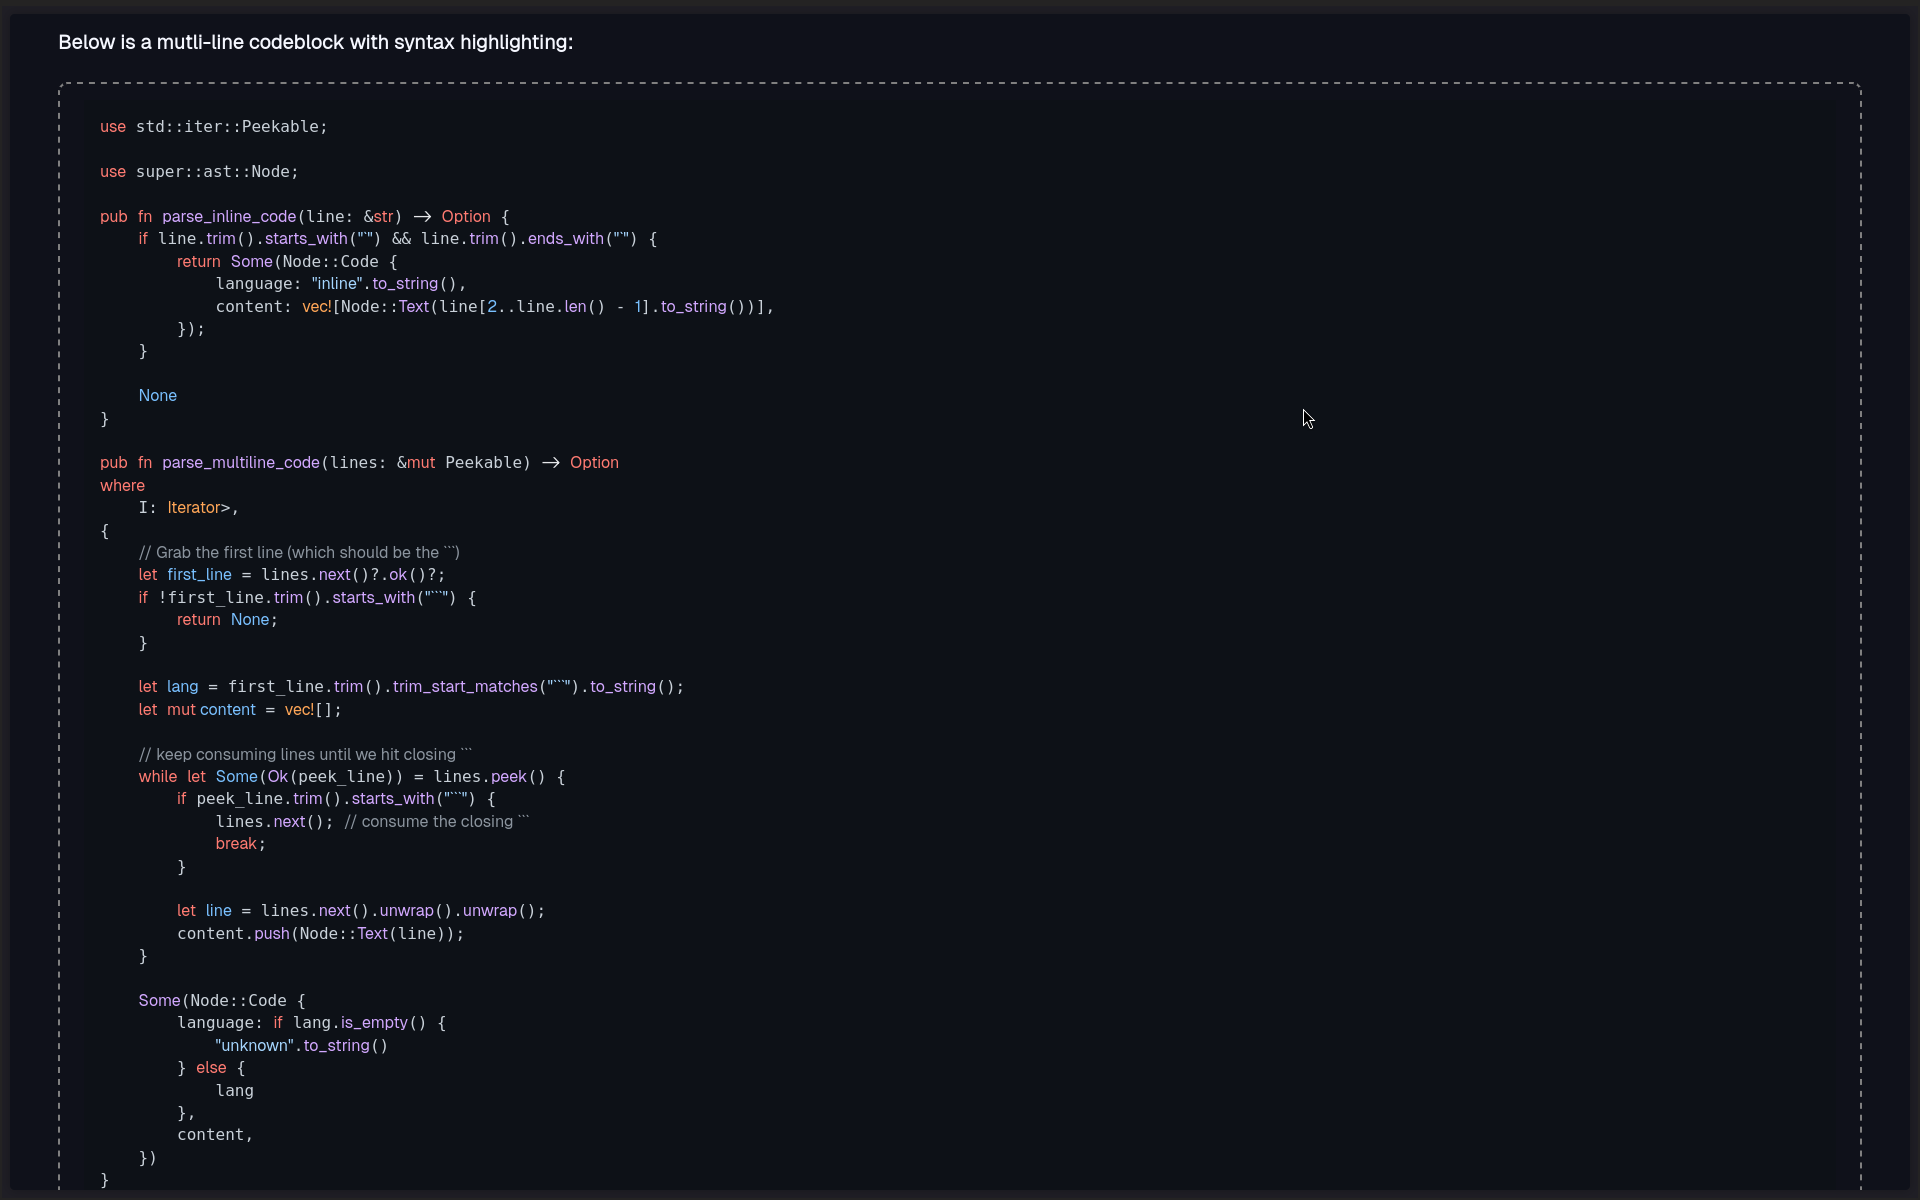 Below is a mutli-line codeblock with syntax highlighting:
use std::iter::Peekable;
use super::ast::Node;
pub fn parse_inline_code(line: &str) -> Option {
    if line.trim().starts_with("`") && line.trim().ends_with("`") {
        return Some(Node::Code {
            language: "inline".to_string(),
            content: vec![Node::Text(line[2..line.len() - 1].to_string())],
        });
    }
    None
}
pub fn parse_multiline_code(lines: &mut Peekable) -> Option
where
    I: Iterator>,
{
    // Grab the first line (which should be the ```)
    let first_line = lines.next()?.ok()?;
    if !first_line.trim().starts_with("```") {
        return None;
    }
    let lang = first_line.trim().trim_start_matches("```").to_string();
    let mut content = vec![];
    // keep consuming lines until we hit closing ```
    while let Some(Ok(peek_line)) = lines.peek() {
        if peek_line.trim().starts_with("```") {
            lines.next(); // consume the closing ```
            break;
        }
        let line = lines.next().unwrap().unwrap();
        content.push(Node::Text(line));
    }
    Some(Node::Code {
        language: if lang.is_empty() {
            "unknown".to_string()
        } else {
            lang
        },
        content,
    })
}